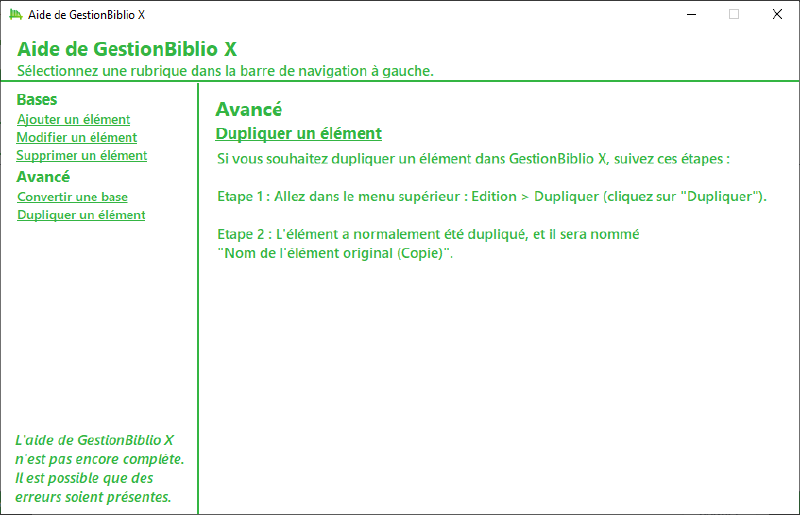 Aide de GestionBiblio X
Aide de GestionBiblio X
Sélectionnez une rubrique dans la barre de navigation à gauche.
Bases
Ajouter un élément
Modifier un élément
Supprimer un élément
Avancé
Convertir une base
Dupliquer un élément
L'aide de GestionBiblio X
n'est pas encore complète.
Il est possible que des
erreurs soient présentes.
Avancé
Dupliquer un élément
Si vous souhaitez dupliquer un élément dans GestionBiblio X, suivez ces étapes :
Etape 1 : Allez dans le menu supérieur : Edition > Dupliquer (cliquez sur "Dupliquer").
Etape 2 : L'élément a normalement été dupliqué, et il sera nommé
"Nom de l'élément original (Copie)".